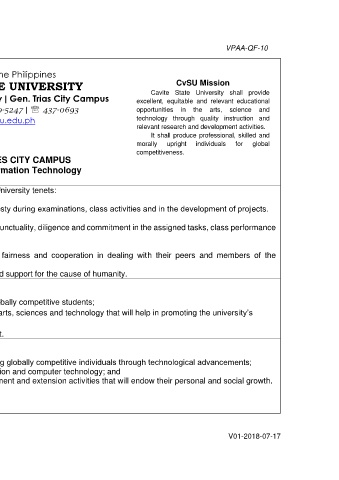 VPAA-QF-10
he Philippines
E UNIVERSITY
y | Gen. Trias City Campus
-5247 | ☏ 437-0693
u.edu.ph
CvSU Mission
Cavite State University shall provide
excellent, equitable and relevant educational
opportunities in the arts, science and
technology through quality instruction and
relevant research and development activities.
It shall produce professional, skilled and
morally upright individuals for global
competitiveness.
ES CITY CAMPUS
rmation Technology
niversity tenets:
sty during examinations, class activities and in the development of projects.
unctuality, diligence and commitment in the assigned tasks, class performance
fairness and cooperation in dealing with their peers and members of the
d support for the cause of humanity.
bally competitive students;
arts, sciences and technology that will help in promoting the university's
t.
g globally competitive individuals through technological advancements;
ion and computer technology; and
ment and extension activities that will endow their personal and social growth.
V01-2018-07-17